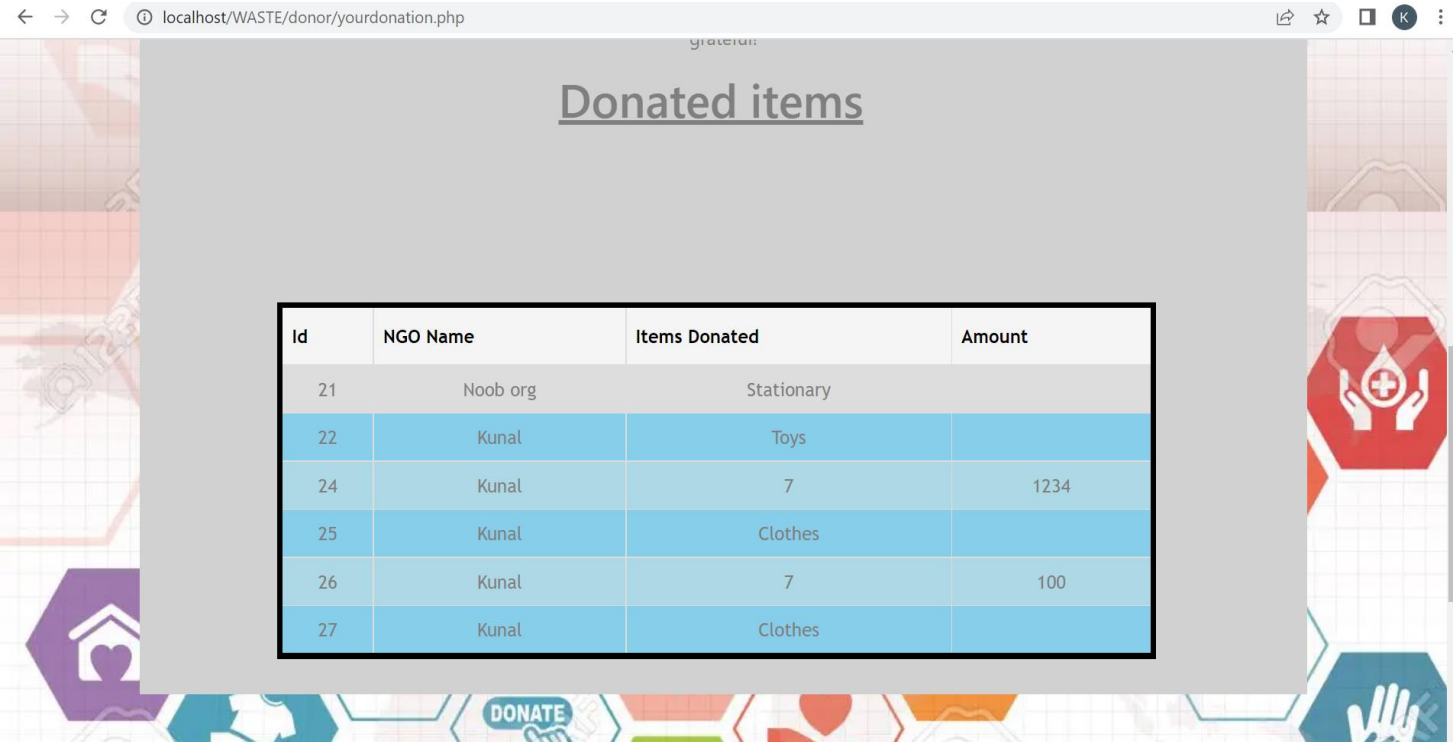 localhost/WASTE/donor/yourdonation.php
K
grateful!
Donated items
Id NGO Name Items Donated Amount
21 Noob org Stationary
22 Kunal Toys
24 Kunal 7 1234
25 Kunal Clothes
26 Kunal 7 100
27 Kunal Clothes
DONATE